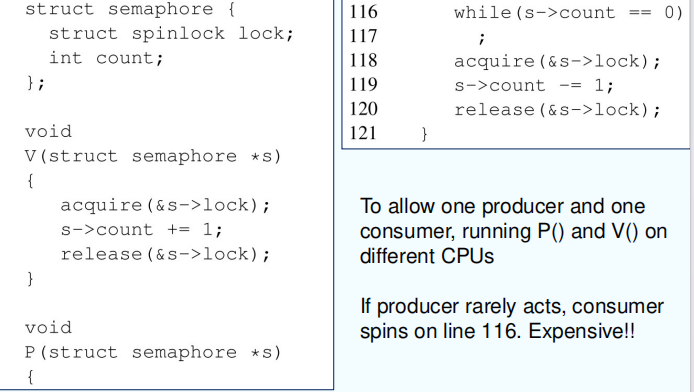 struct semaphore {
  struct spinlock lock;
  int count;
};

void
V(struct semaphore *s)
{
   acquire(&s->lock);
   s->count += 1;
   release(&s->lock);
}

void
P(struct semaphore *s)
{
116       while(s->count == 0)
117         ;
118       acquire(&s->lock);
119       s->count -= 1;
120       release(&s->lock);
121    }
To allow one producer and one
consumer, running P() and V() on
different CPUs

If producer rarely acts, consumer
spins on line 116. Expensive!!